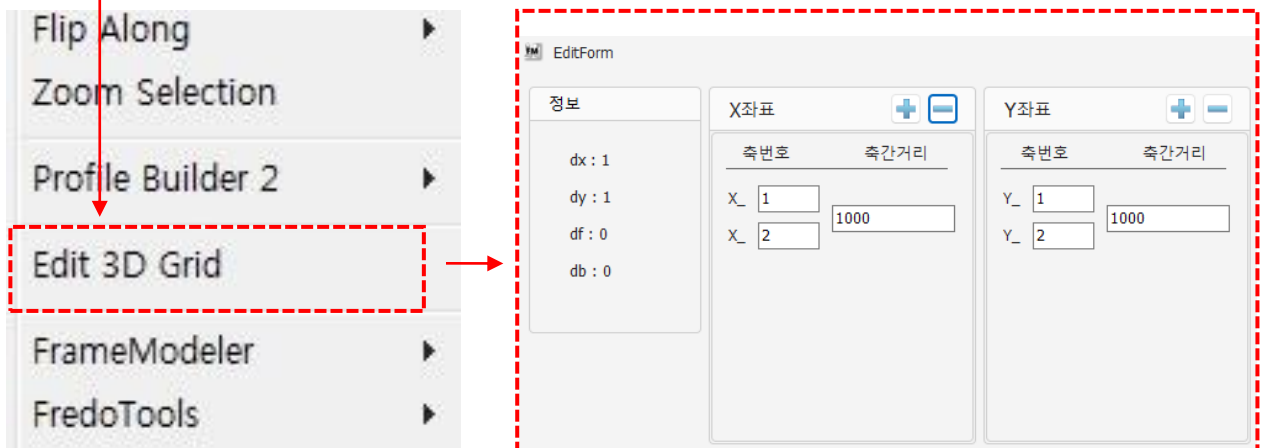 Flip Along
Zoom Selection
Profile Builder 2
Edit 3D Grid
FrameModeler
FredoTools
FM EditForm
정보
dx : 1
dy : 1
df : 0
db : 0
X좌표
축번호 축간거리
X_ 1
1000
X_ 2
Y좌표
축번호 축간거리
Y_ 1
1000
Y_ 2